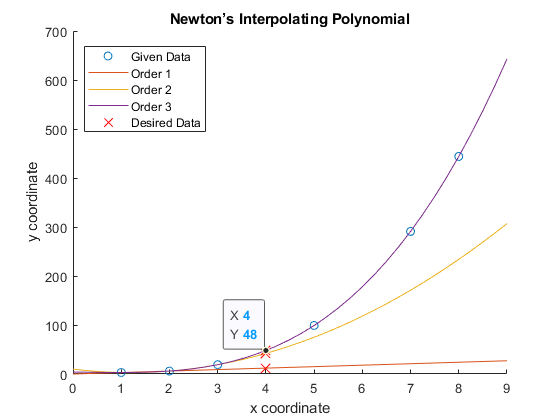 Newton's Interpolating Polynomial
700
600
500
400
300
200
100
0
y coordinate
Given Data
Order 1
Order 2
Order 3
Desired Data
X 4
Y 48
0 1 2 3 4 5 6 7 8 9
x coordinate